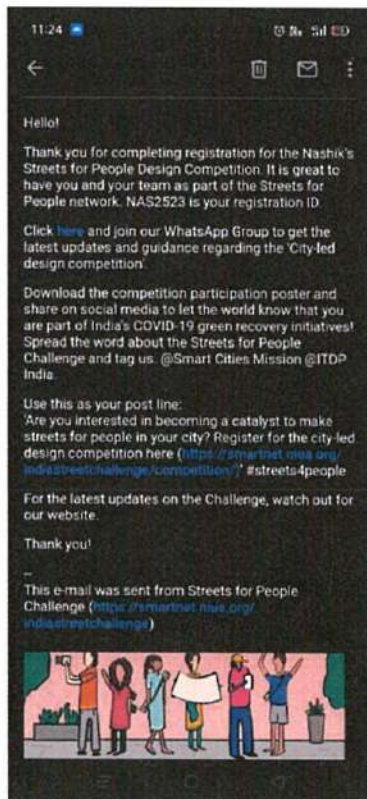 11:24
Hello!
Thank you for completing registration for the Nashik's
Streets for People Design Competition. It is great to
have you and your team as part of the Streets for
People network. NAS2523 is your registration ID.
Click here and join our WhatsApp Group to get the
latest updates and guidance regarding the 'City-led
design competition'.
Download the competition participation poster and
share on social media to let the world know that you
are part of India's COVID-19 green recovery initiatives!
Spread the word about the Streets for People
Challenge and tag us. @Smart Cities Mission @ITDP
India.
Use this as your post line:
'Are you interested in becoming a catalyst to make
streets for people in your city? Register for the city-led
design competition here (https://smartnet.niua.org/
indiastreetchallenge/competition/)' #streets4people
For the latest updates on the Challenge, watch out for
our website.
Thank you!
--
This e-mail was sent from Streets for People
Challenge (https://smartnet.niua.org/
indiastreetchallenge)